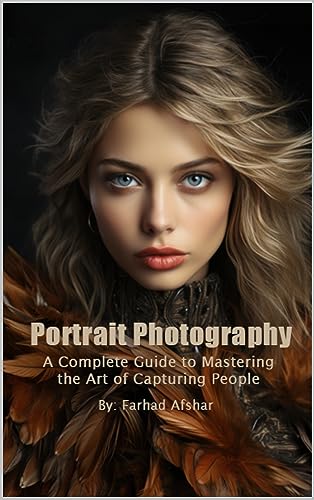 Portrait Photography
A Complete Guide to Mastering
the Art of Capturing People
By: Farhad Afshar